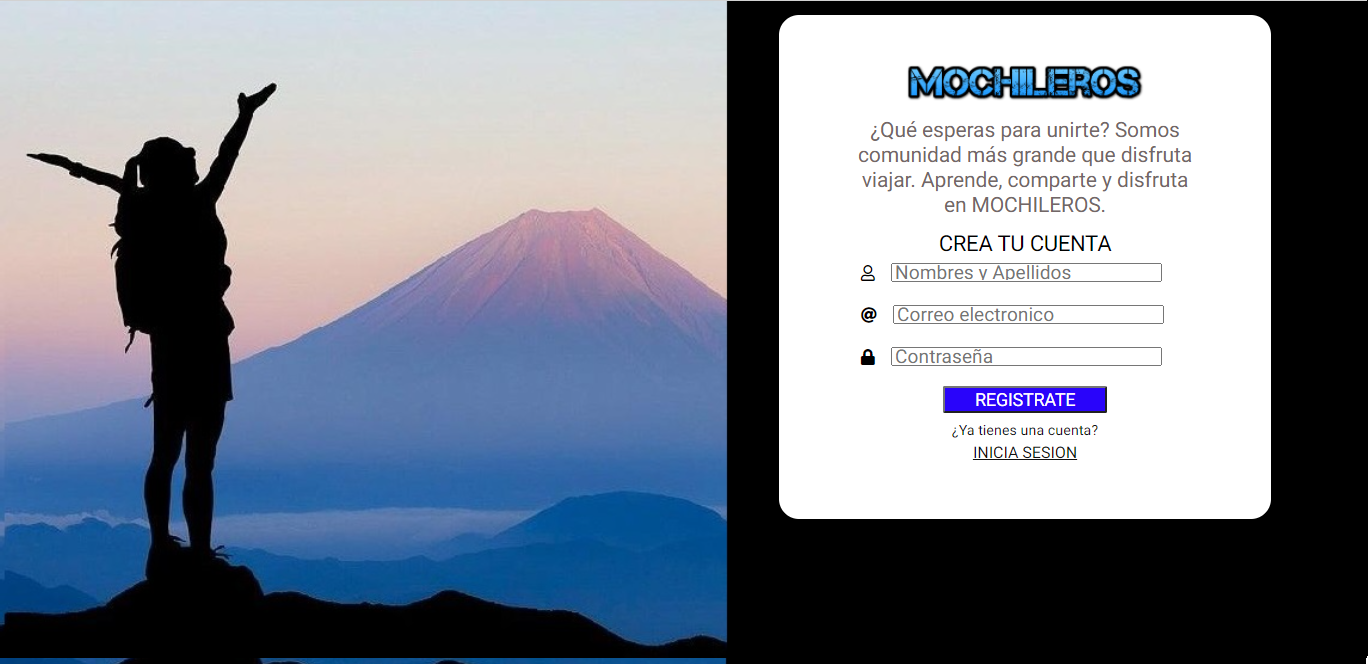 MOCHILEROS
¿Qué esperas para unirte? Somos
comunidad más grande que disfruta
viajar. Aprende, comparte y disfruta
en MOCHILEROS.
CREA TU CUENTA
Nombres y Apellidos
@ Correo electronico
Contraseña
REGISTRATE
¿Ya tienes una cuenta?
INICIA SESION